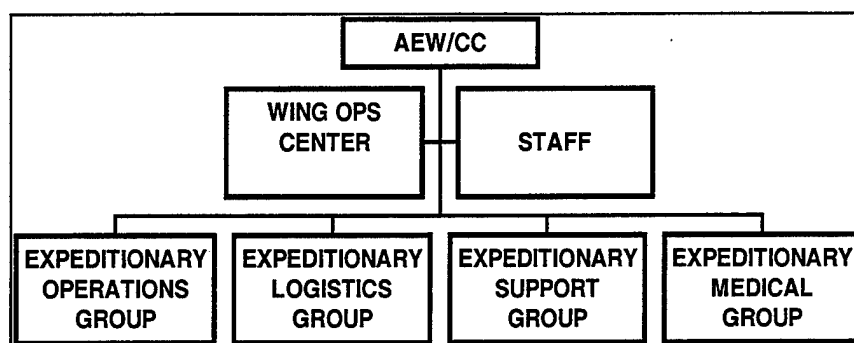 AEW/CC
WING OPS
CENTER
STAFF
EXPEDITIONARY
OPERATIONS
GROUP
EXPEDITIONARY
LOGISTICS
GROUP
EXPEDITIONARY
SUPPORT
GROUP
EXPEDITIONARY
MEDICAL
GROUP